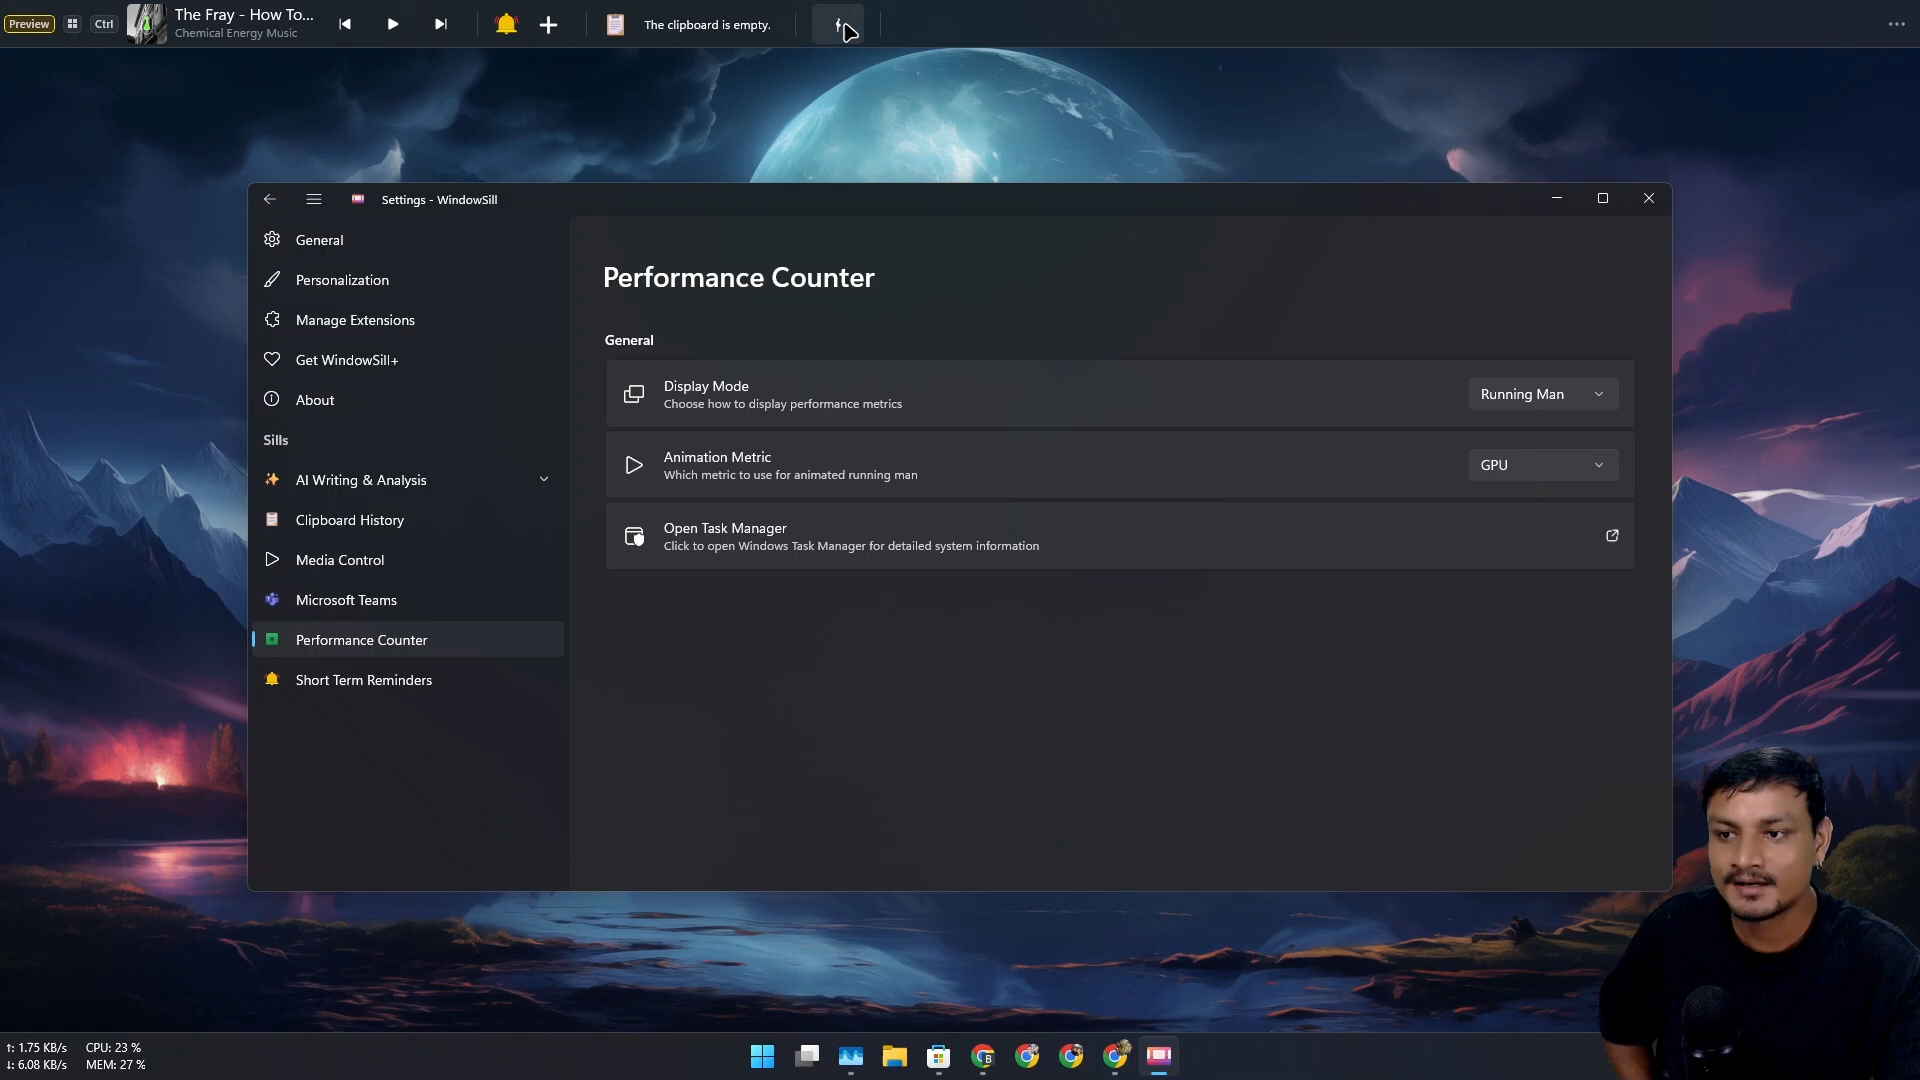 Preview
Ctrl
The Fray - How To...
Chemical Energy Music
The clipboard is empty.
Settings - WindowSill
General
Personalization
Manage Extensions
Get WindowSill+
About
Sills
AI Writing & Analysis
Clipboard History
Media Control
Microsoft Teams
Performance Counter
Short Term Reminders
Performance Counter
General
Display Mode
Choose how to display performance metrics
Running Man
Animation Metric
Which metric to use for animated running man
GPU
Open Task Manager
Click to open Windows Task Manager for detailed system information
↑: 1.75 KB/s CPU: 23 %
↓: 6.08 KB/s MEM: 27 %
B